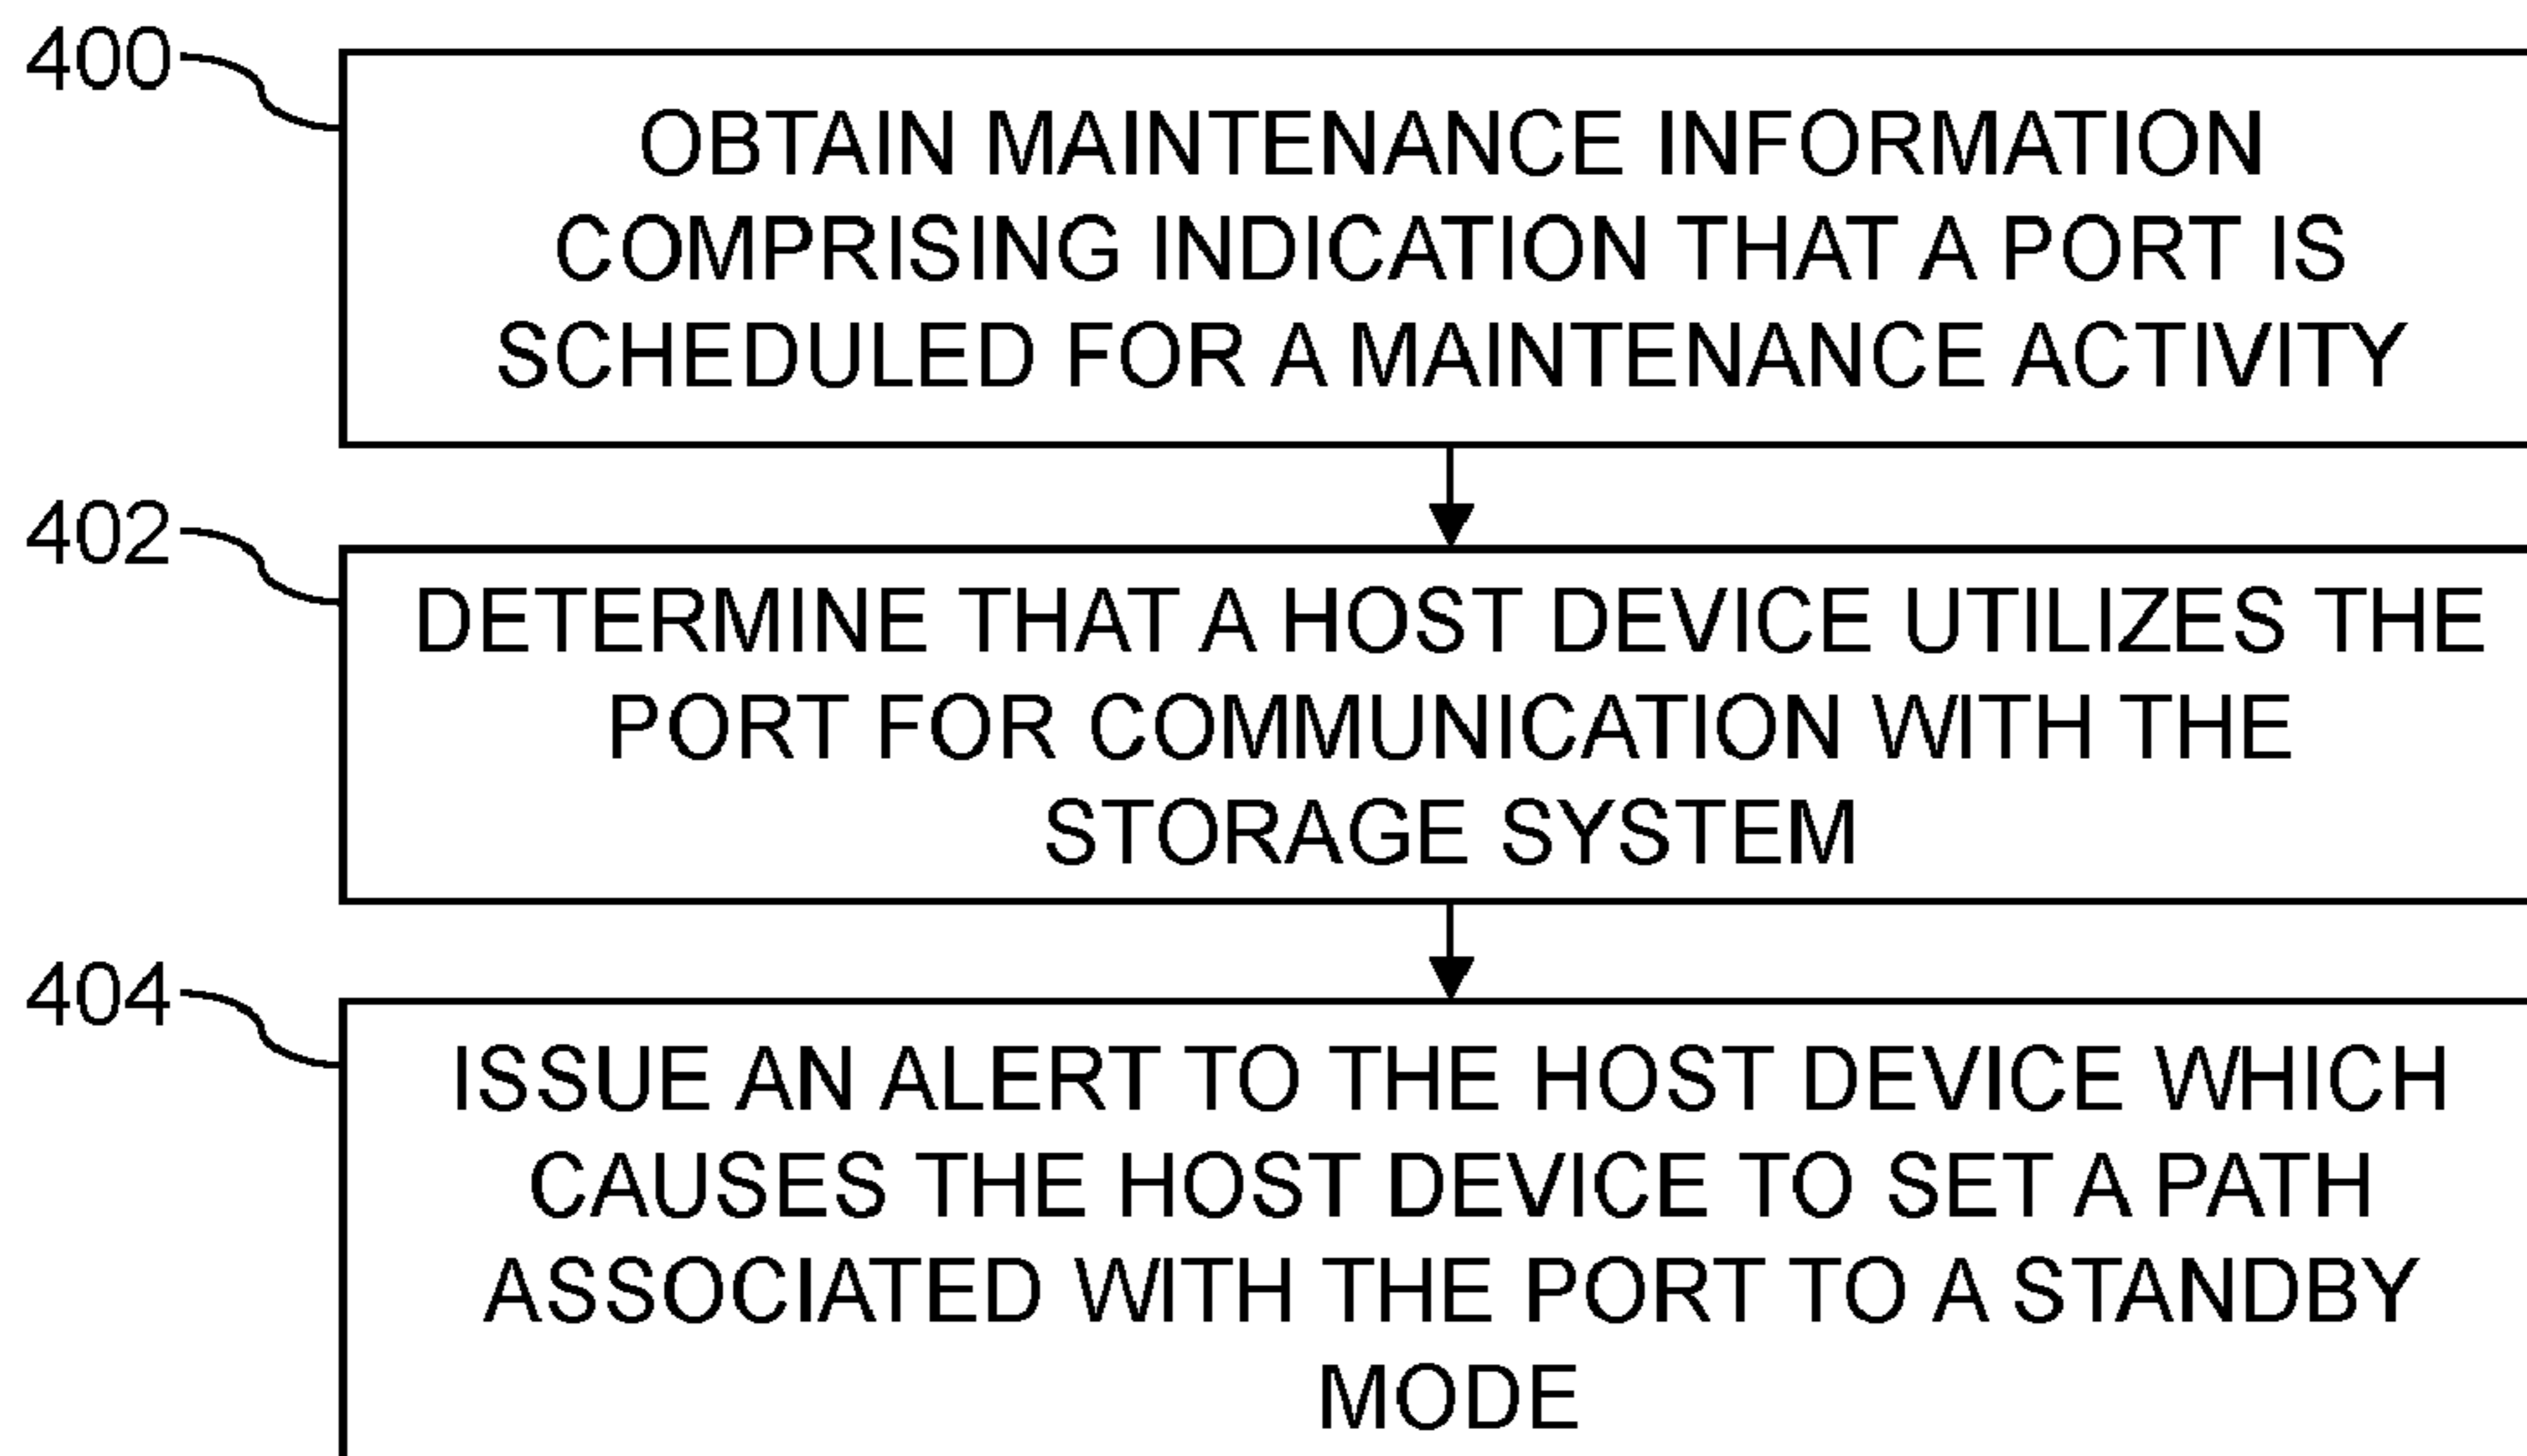 400
OBTAIN MAINTENANCE INFORMATION
COMPRISING INDICATION THAT A PORT IS
SCHEDULED FOR A MAINTENANCE ACTIVITY
402
DETERMINE THAT A HOST DEVICE UTILIZES THE
PORT FOR COMMUNICATION WITH THE
STORAGE SYSTEM
404
ISSUE AN ALERT TO THE HOST DEVICE WHICH
CAUSES THE HOST DEVICE TO SET A PATH
ASSOCIATED WITH THE PORT TO A STANDBY
MODE